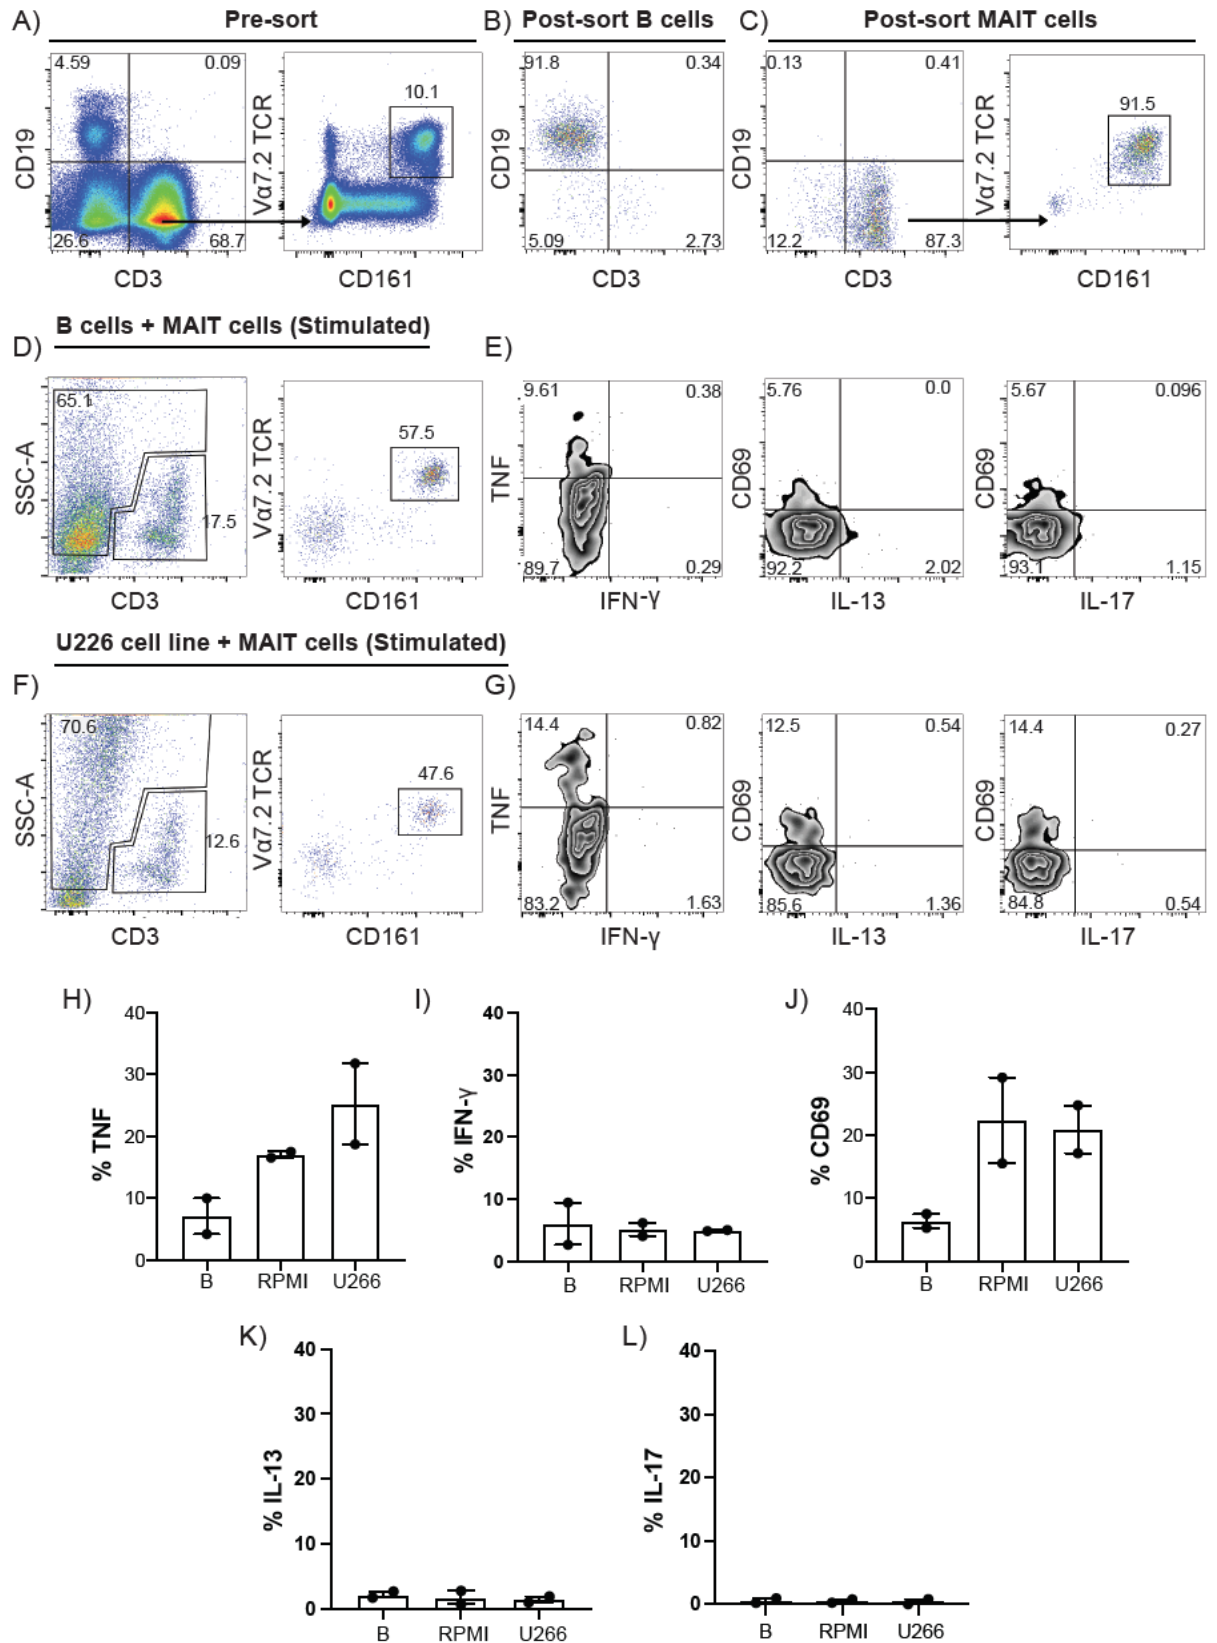 A) Pre-sort B) Post-sort B cells C) Post-sort MAIT cells
4.59 0.09
CD19
26.6 68.7
CD3
10.1
Vα7.2 TCR
CD161
91.8 0.34
CD19
5.09 2.73
CD3
0.13 0.41
CD19
12.2 87.3
CD3
91.5
Vα7.2 TCR
CD161
B cells + MAIT cells (Stimulated)
D) E)
65.1
SSC-A
17.5
CD3
57.5
Vα7.2 TCR
CD161
9.61 0.38
TNF
89.7 0.29
IFN-γ
5.76 0.0
CD69
92.2 2.02
IL-13
5.67 0.096
CD69
93.1 1.15
IL-17
U226 cell line + MAIT cells (Stimulated)
F) G)
70.6
SSC-A
12.6
CD3
47.6
Vα7.2 TCR
CD161
14.4 0.82
TNF
83.2 1.63
IFN-γ
12.5 0.54
CD69
85.6 1.36
IL-13
14.4 0.27
CD69
84.8 0.54
IL-17
H)
40
30
20
10
0
% TNF
B RPMI U266
I)
40
30
20
10
0
% IFN-γ
B RPMI U266
J)
40
30
20
10
0
% CD69
B RPMI U266
K)
40
30
20
10
0
% IL-13
B RPMI U266
L)
40
30
20
10
0
% IL-17
B RPMI U266